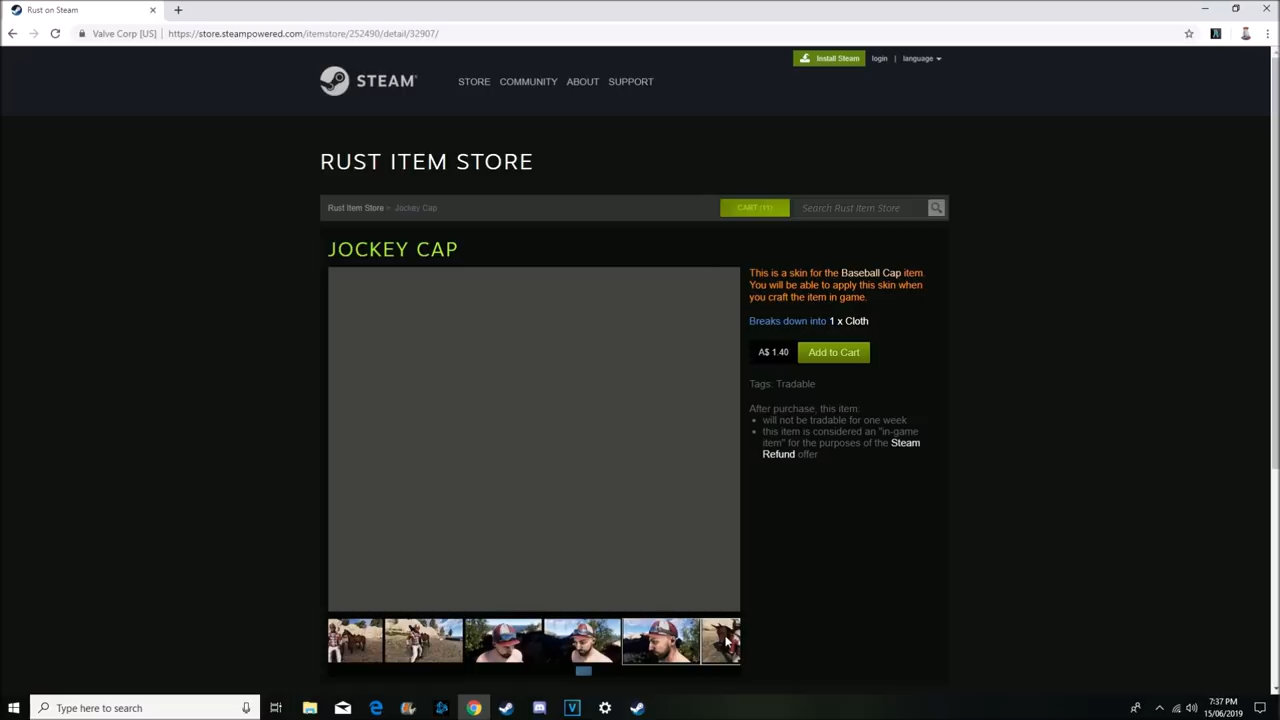 Rust on Steam
Valve Corp [US] | https://store.steampowered.com/itemstore/252490/detail/32907/
Install Steam login | language
STEAM® STORE COMMUNITY ABOUT SUPPORT
RUST ITEM STORE
Rust Item Store > Jockey Cap CART (11) Search Rust Item Store
JOCKEY CAP
This is a skin for the Baseball Cap item.
You will be able to apply this skin when
you craft the item in game.
Breaks down into 1 x Cloth
A$ 1.40 Add to Cart
Tags: Tradable
After purchase, this item:
• will not be tradable for one week
• this item is considered an "in-game
item" for the purposes of the Steam
Refund offer
Type here to search
7:37 PM
15/06/2019